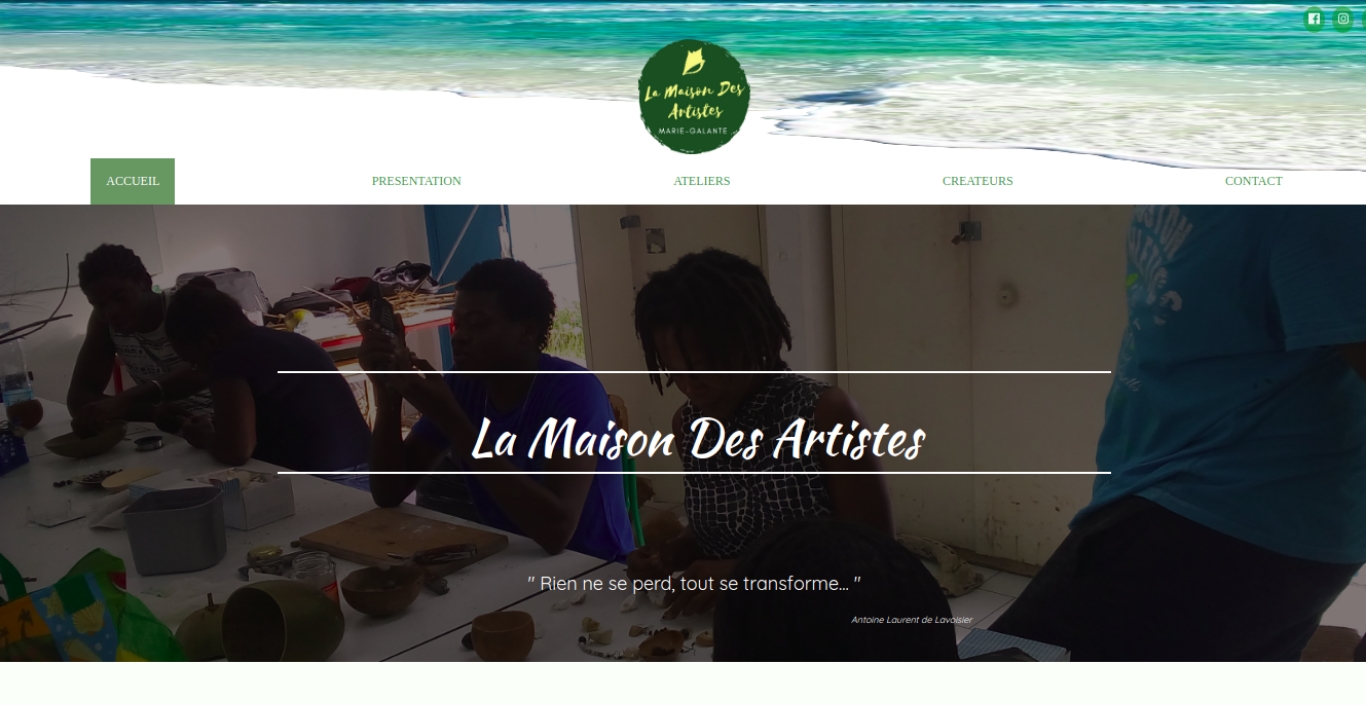 La Maison Des
Artistes
MARIE-GALANTE
ACCUEIL
PRESENTATION
ATELIERS
CREATEURS
CONTACT
La Maison Des Artistes
" Rien ne se perd, tout se transforme... "
Antoine Laurent de Lavoisier